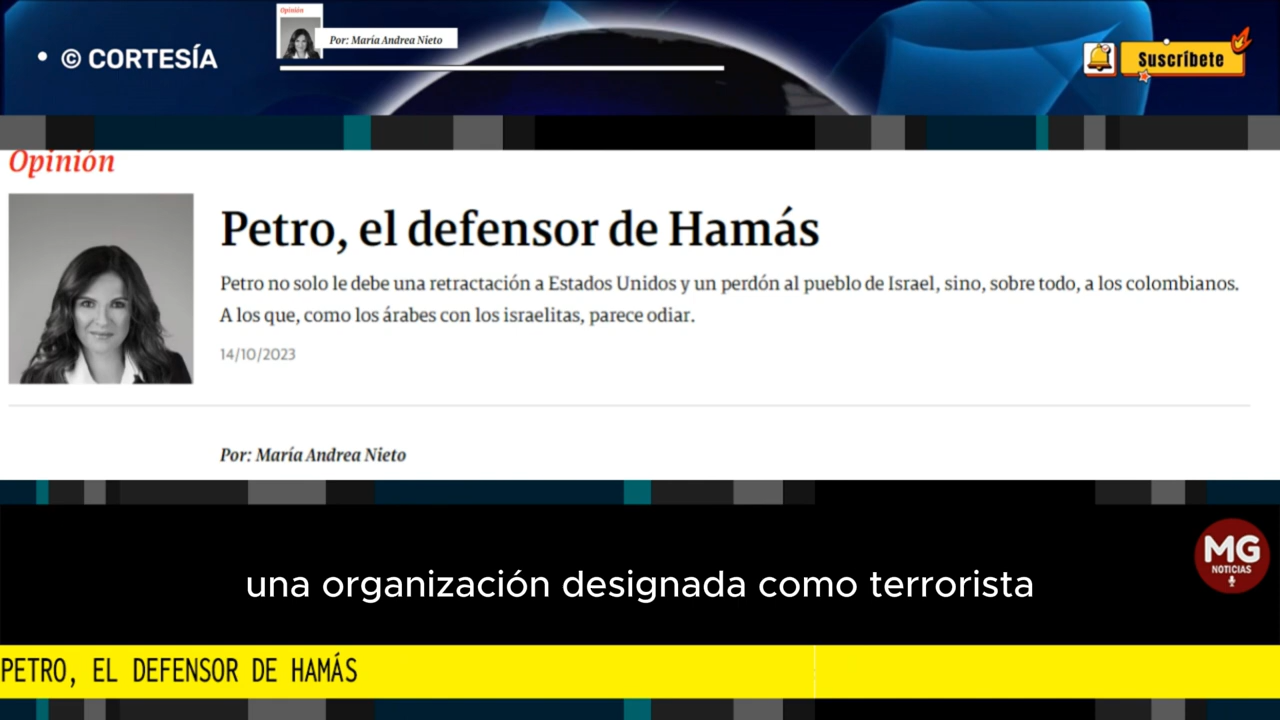 • © CORTESÍA
Opinión
Por: María Andrea Nieto
Suscríbete
Opinión
Petro, el defensor de Hamás
Petro no solo le debe una retractación a Estados Unidos y un perdón al pueblo de Israel, sino, sobre todo, a los colombianos.
A los que, como los árabes con los israelitas, parece odiar.
14/10/2023
Por: María Andrea Nieto
una organización designada como terrorista
MG
NOTICIAS
PETRO, EL DEFENSOR DE HAMÁS